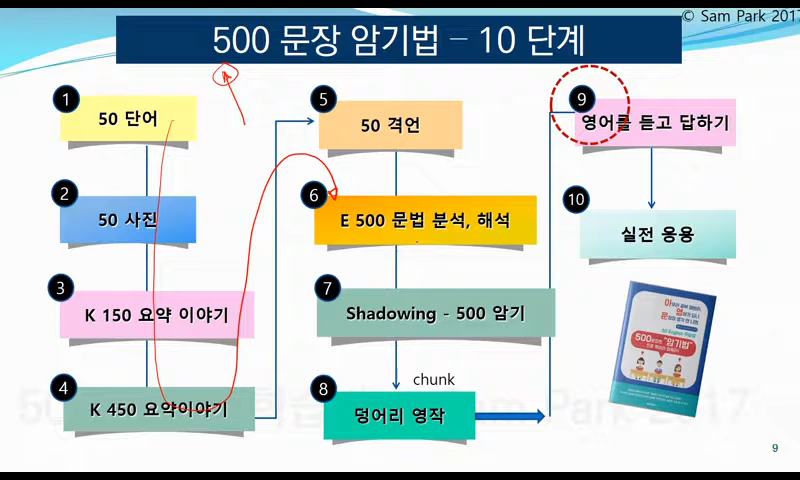 © Sam Park 2017
500 문장 암기법 – 10 단계
1
50 단어
2
50 사진
3
K 150 요약 이야기
4
K 450 요약이야기
5
50 격언
6
E 500 문법 분석, 해석
7
Shadowing - 500 암기
8
chunk
덩어리 영작
9
영어를 듣고 답하기
10
실전 응용
500문장만 "암기법"
Sam Park 2017
9